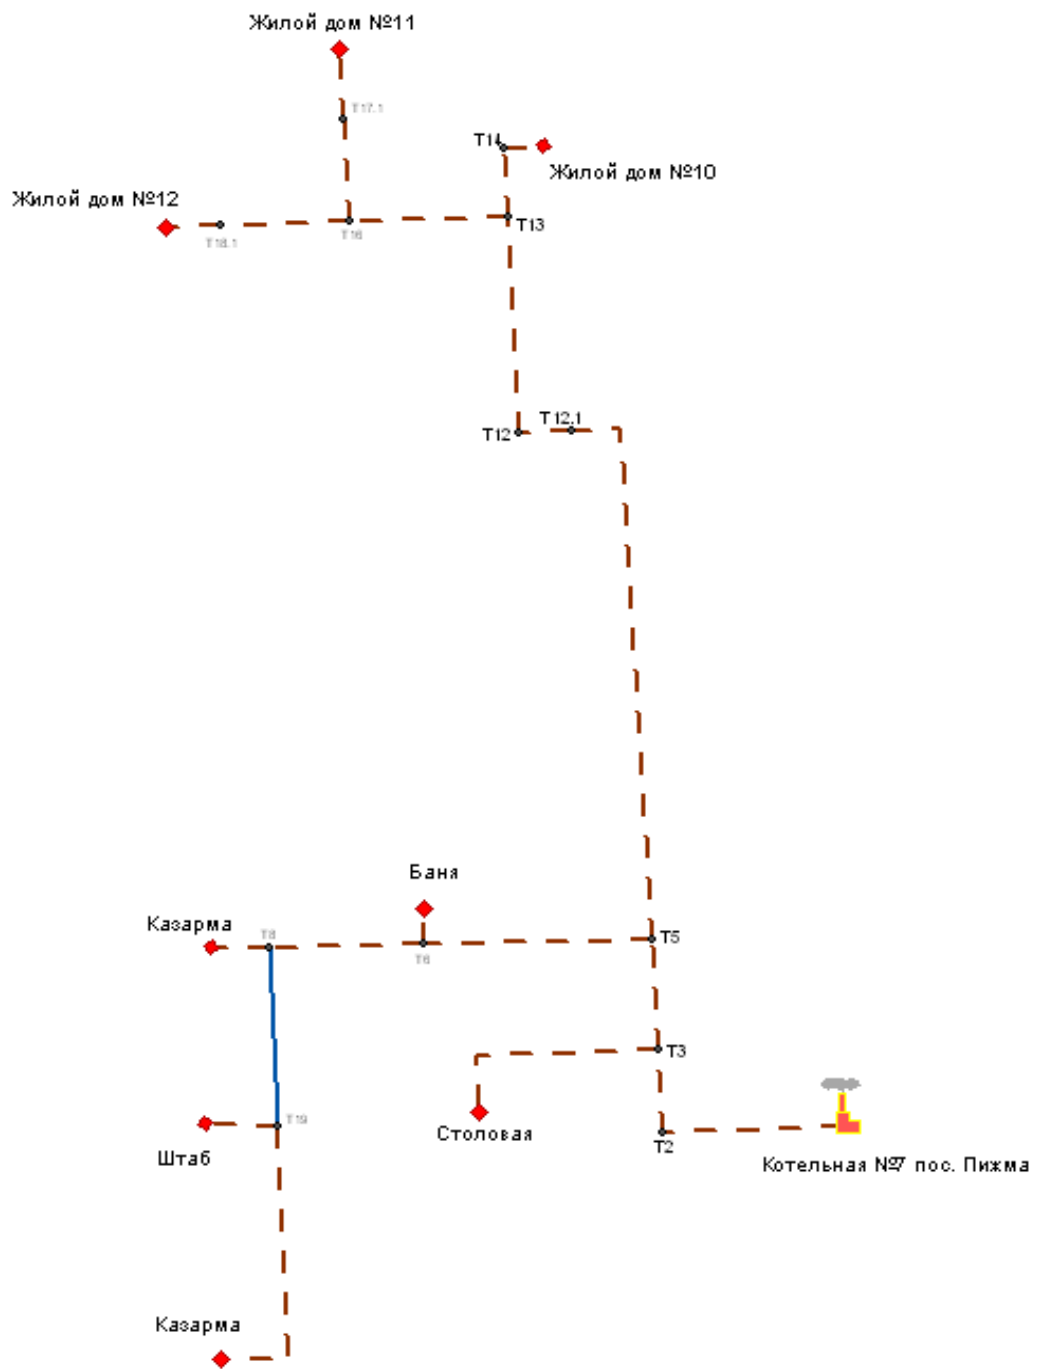 Жилой дом №11
Т17.1
Т14
Жилой дом №10
Жилой дом №12
Т13
Т16
Т18.1
Т12.1
Т12
Баня
Казарма
Т8
Т5
Т6
Т3
Т19
Столовая
Т2
Штаб
Котельная №7 пос. Пижма
Казарма